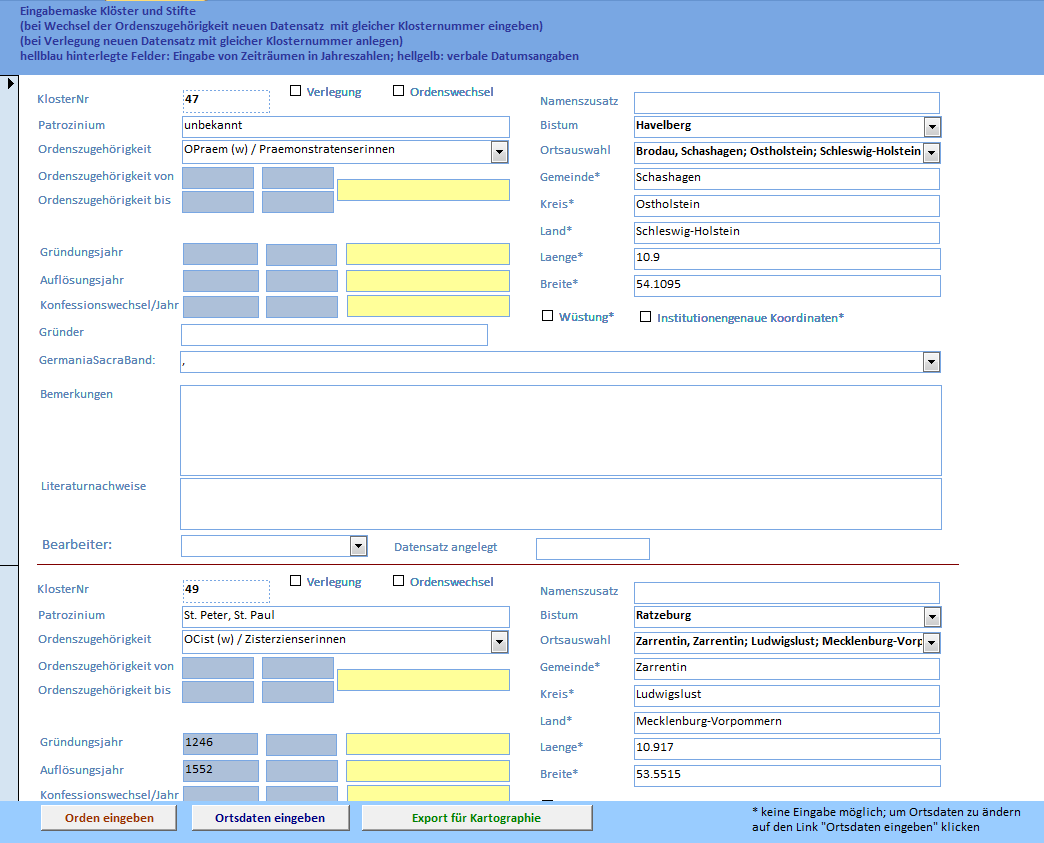 Eingabemaske Klöster und Stifte
(bei Wechsel der Ordenszugehörigkeit neuen Datensatz  mit gleicher Klosternummer eingeben)
(bei Verlegung neuen Datensatz mit gleicher Klosternummer anlegen)
hellblau hinterlegte Felder: Eingabe von Zeiträumen in Jahreszahlen; hellgelb: verbale Datumsangaben
KlosterNr 47 Verlegung Ordenswechsel
Patrozinium unbekannt
Ordenszugehörigkeit OPraem (w) / Praemonstratenserinnen
Ordenszugehörigkeit von
Ordenszugehörigkeit bis
Gründungsjahr
Auflösungsjahr
Konfessionswechsel/Jahr
Gründer
Namenszusatz
Bistum Havelberg
Ortsauswahl Brodau, Schashagen; Ostholstein; Schleswig-Holstein
Gemeinde* Schashagen
Kreis* Ostholstein
Land* Schleswig-Holstein
Laenge* 10.9
Breite* 54.1095
Wüstung* Institutionengenaue Koordinaten*
GermaniaSacraBand: ,
Bemerkungen
Literaturnachweise
Bearbeiter: Datensatz angelegt
KlosterNr 49 Verlegung Ordenswechsel
Patrozinium St. Peter, St. Paul
Ordenszugehörigkeit OCist (w) / Zisterzienserinnen
Ordenszugehörigkeit von
Ordenszugehörigkeit bis
Gründungsjahr 1246
Auflösungsjahr 1552
Konfessionswechsel/Jahr
Namenszusatz
Bistum Ratzeburg
Ortsauswahl Zarrentin, Zarrentin; Ludwigslust; Mecklenburg-Vorp
Gemeinde* Zarrentin
Kreis* Ludwigslust
Land* Mecklenburg-Vorpommern
Laenge* 10.917
Breite* 53.5515
Orden eingeben Ortsdaten eingeben Export für Kartographie
* keine Eingabe möglich; um Ortsdaten zu ändern
auf den Link "Ortsdaten eingeben" klicken